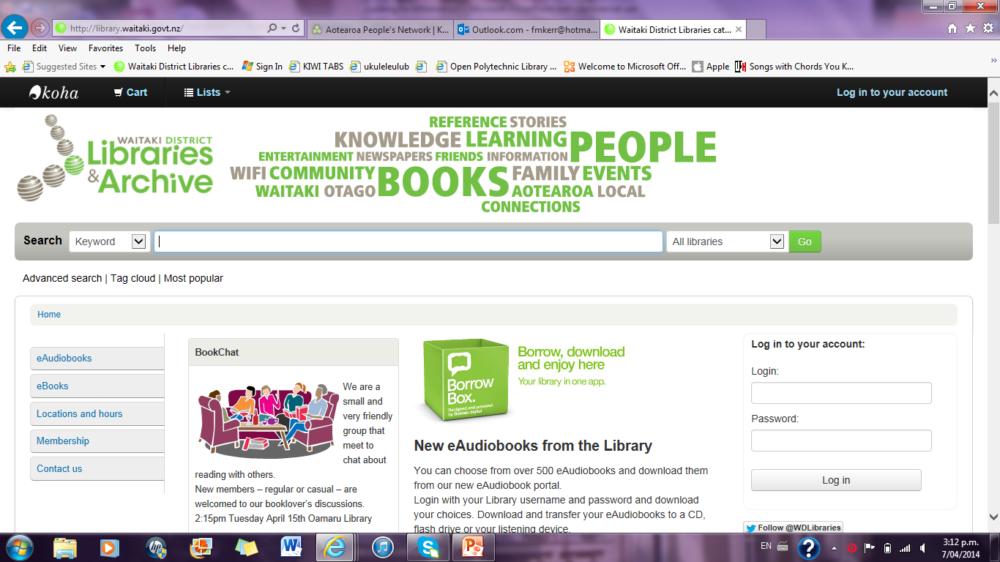 http://library.waitaki.govt.nz/
Aotearoa People's Network | K...
Outlook.com - fmkerr@hotma...
Waitaki District Libraries cat...
File Edit View Favorites Tools Help
Suggested Sites
Waitaki District Libraries c...
Sign In
KIWI TABS
ukuleleulub
Open Polytechnic Library ...
Welcome to Microsoft Off...
Apple
Songs with Chords You K...
koha
Cart
Lists
Log in to your account
WAITAKI DISTRICT
Libraries
& Archive
REFERENCE STORIES
KNOWLEDGE LEARNING PEOPLE
ENTERTAINMENT NEWSPAPERS FRIENDS INFORMATION
WIFI COMMUNITY BOOKS FAMILY EVENTS
WAITAKI OTAGO AOTEAROA LOCAL
CONNECTIONS
Search Keyword All libraries Go
Advanced search | Tag cloud | Most popular
Home
eAudiobooks
eBooks
Locations and hours
Membership
Contact us
BookChat
We are a
small and
very friendly
group that
meet to
chat about
reading with others.
New members – regular or casual – are
welcomed to our booklover's discussions.
2:15pm Tuesday April 15th Oamaru Library
Borrow
Box.
Designed and powered
by Bolinda digital
Borrow, download
and enjoy here
Your library in one app.
New eAudiobooks from the Library
You can choose from over 500 eAudiobooks and download them
from our new eAudiobook portal.
Login with your Library username and password and download
your choices. Download and transfer your eAudiobooks to a CD,
flash drive or your listening device.
Log in to your account:
Login:
Password:
Log in
Follow @WDLibraries
EN
3:12 p.m.
7/04/2014